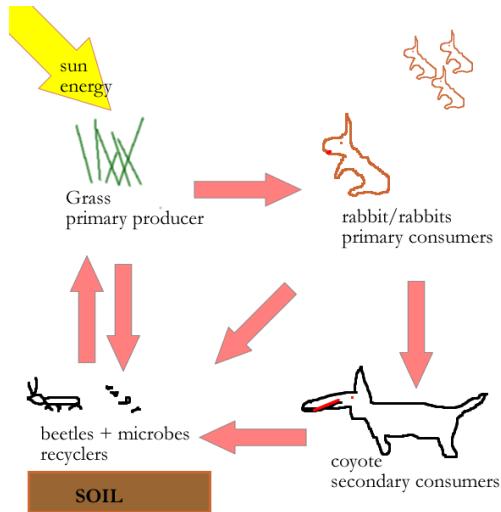 sun
energy
Grass
primary producer
rabbit/rabbits
primary consumers
beetles + microbes
recyclers
coyote
secondary consumers
SOIL